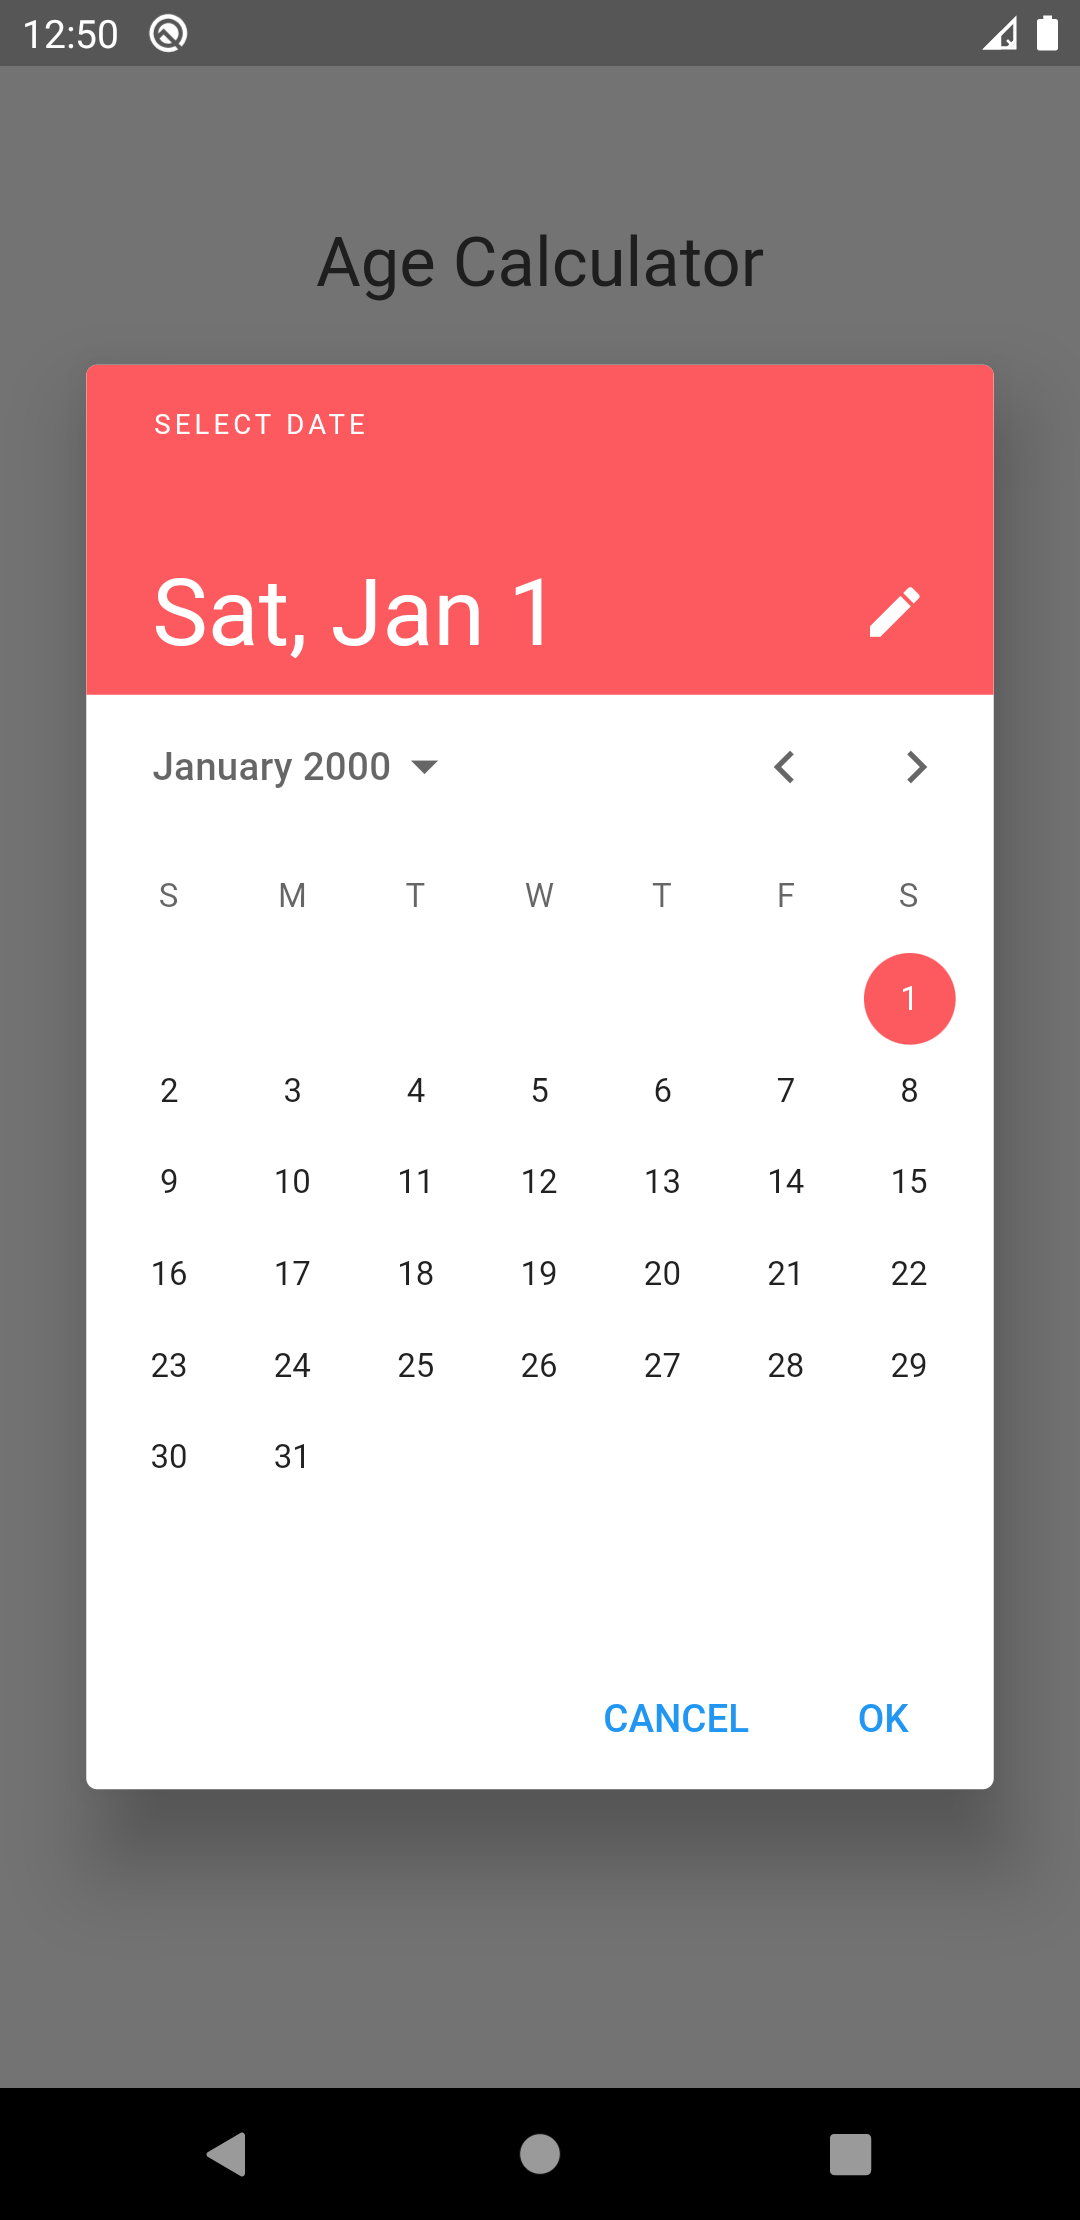 12:50
Age Calculator
SELECT DATE
Sat, Jan 1
January 2000
S M T W T F S
1
2 3 4 5 6 7 8
9 10 11 12 13 14 15
16 17 18 19 20 21 22
23 24 25 26 27 28 29
30 31
CANCEL OK